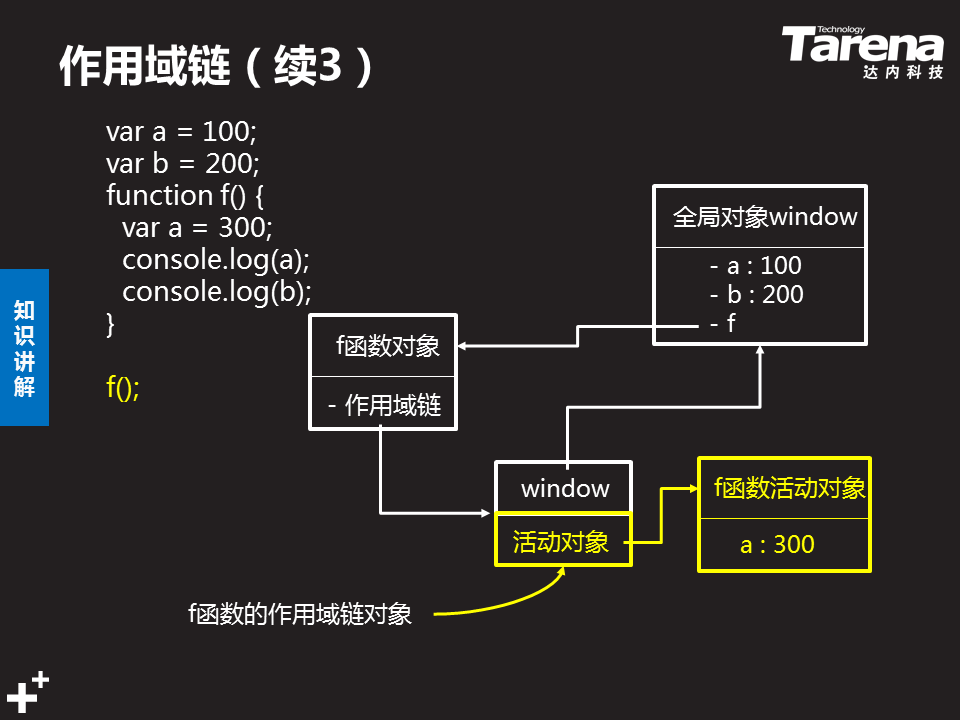 作用域链（续3）
Technology
Tarena
达内科技
var a = 100;
var b = 200;
function f() {
var a = 300;
console.log(a);
console.log(b);
}
f();
知
识
讲
解
全局对象window
- a : 100
- b : 200
- f
f函数对象
- 作用域链
window
活动对象
f函数活动对象
a : 300
f函数的作用域链对象